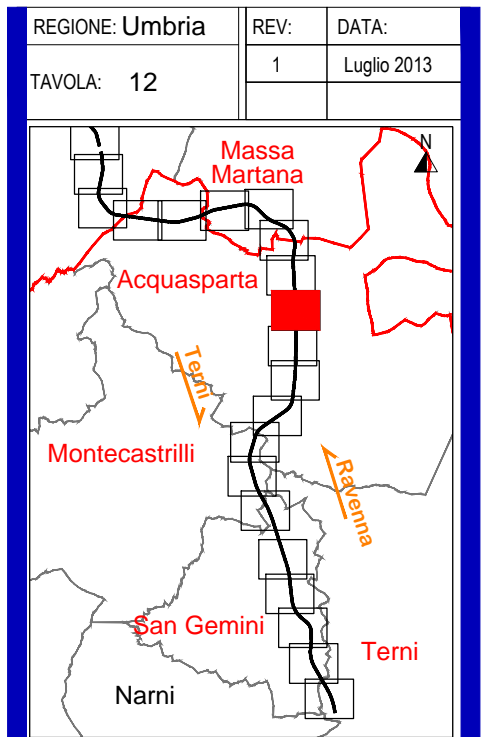 REGIONE: Umbria
REV:
DATA:
TAVOLA: 12
1
Luglio 2013
N
Massa
Martana
Acquasparta
Terni
Montecastrilli
Ravenna
San Gemini
Terni
Narni